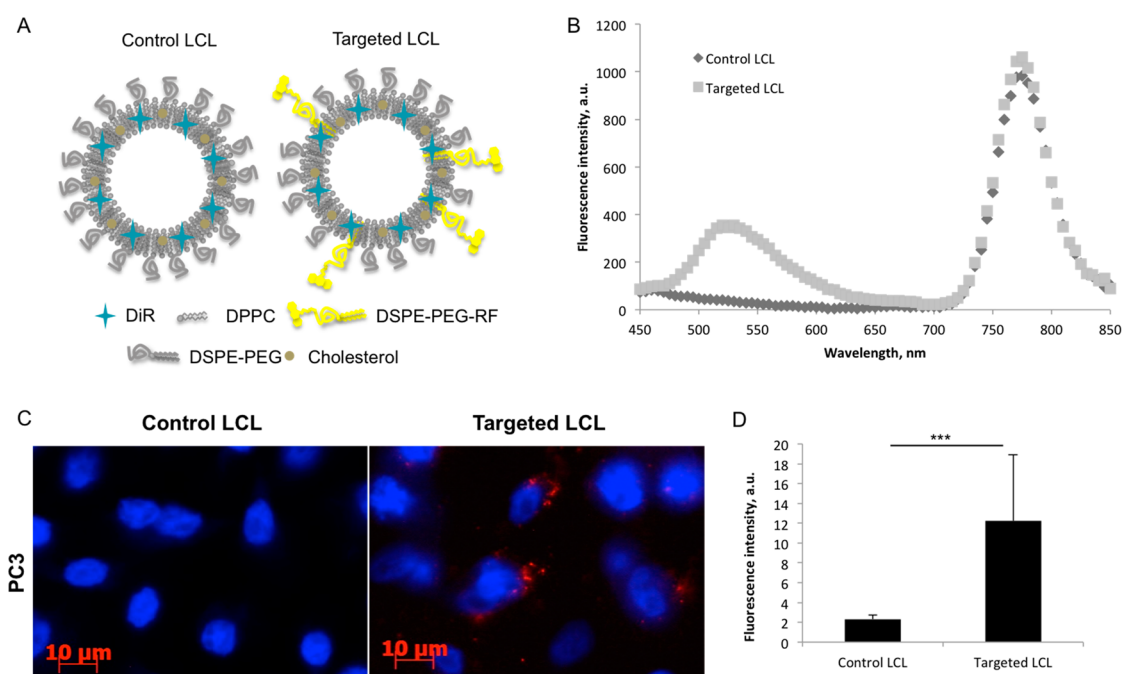 A
Control LCL
Targeted LCL
DiR
DPPC
DSPE-PEG-RF
DSPE-PEG
Cholesterol
B
Fluorescence intensity, a.u.
1200
1000
800
600
400
200
0
Control LCL
Targeted LCL
450 500 550 600 650 700 750 800 850
Wavelength, nm
C
Control LCL
Targeted LCL
PC3
10 µm
10 µm
D
Fluorescence intensity, a.u.
20
18
16
14
12
10
8
6
4
2
0
***
Control LCL
Targeted LCL